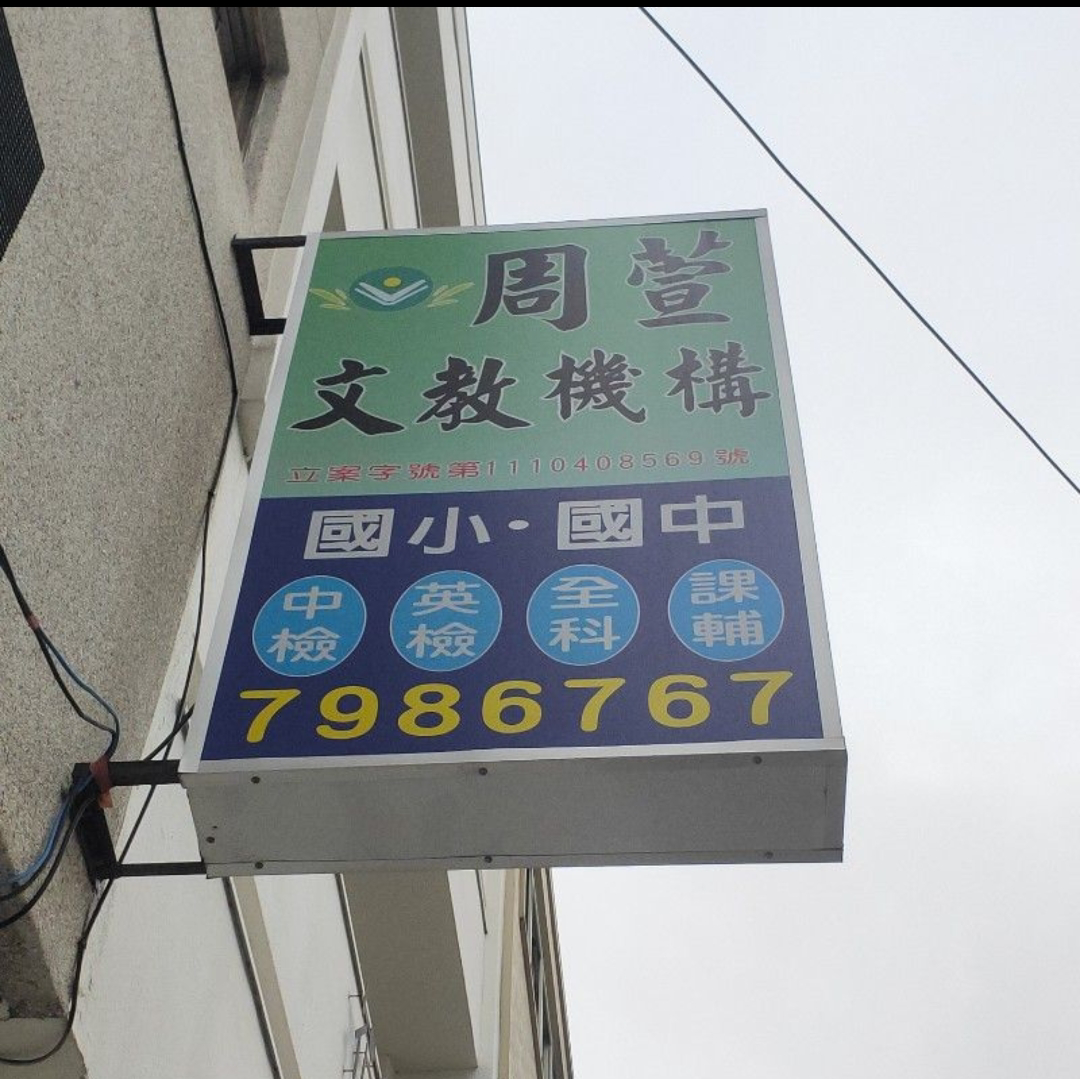 周萱
文教機構
立案字號第1110408569號
國小·國中
中檢 英檢 全科 課輔
7986767